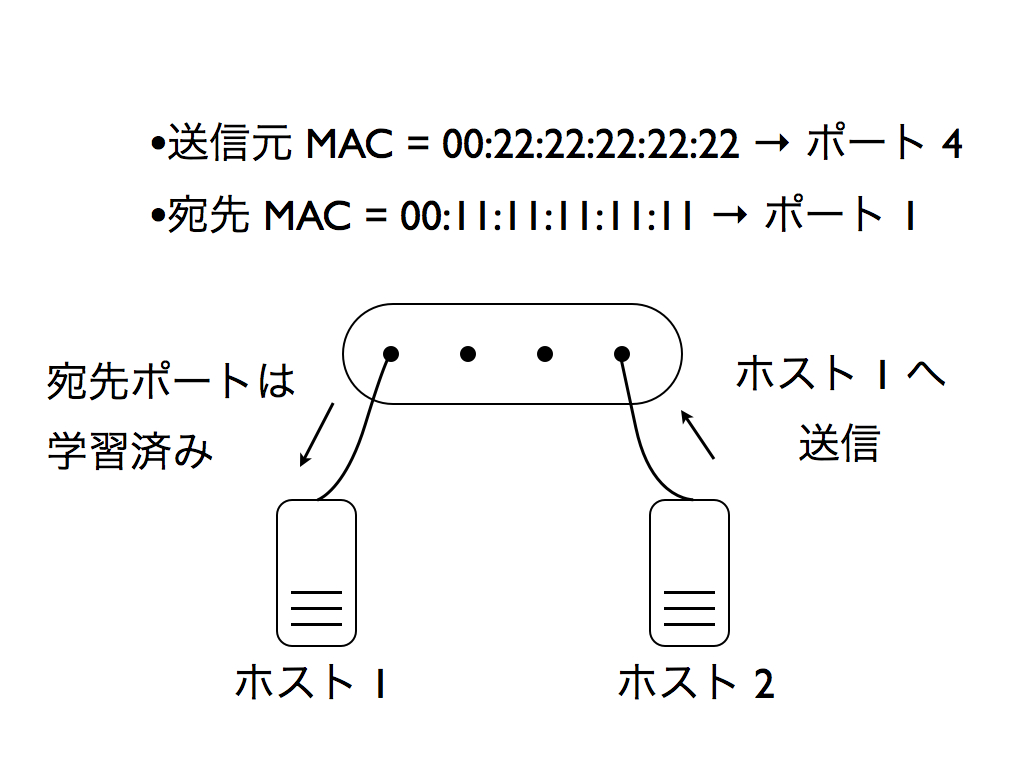 •送信元 MAC = 00:22:22:22:22:22 → ポート 4
•宛先 MAC = 00:11:11:11:11:11 → ポート 1
宛先ポートは
学習済み
ホスト 1 へ
送信
ホスト 1
ホスト 2